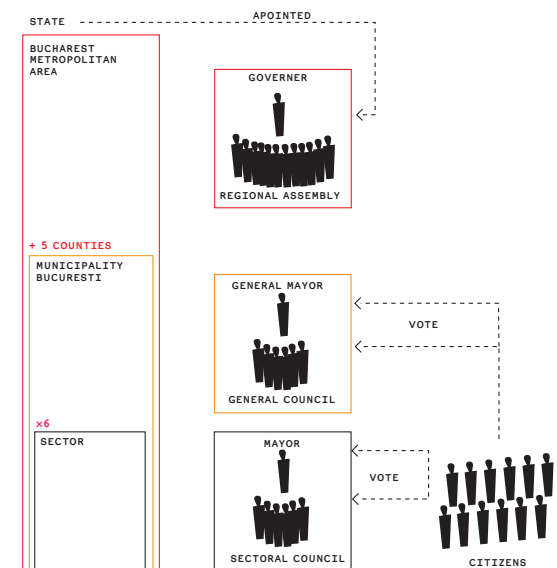 STATE
APOINTED
BUCHAREST
METROPOLITAN
AREA
GOVERNER
REGIONAL ASSEMBLY
+ 5 COUNTIES
MUNICIPALITY
BUCURESTI
GENERAL MAYOR
VOTE
GENERAL COUNCIL
×6
SECTOR
MAYOR
VOTE
SECTORAL COUNCIL
CITIZENS